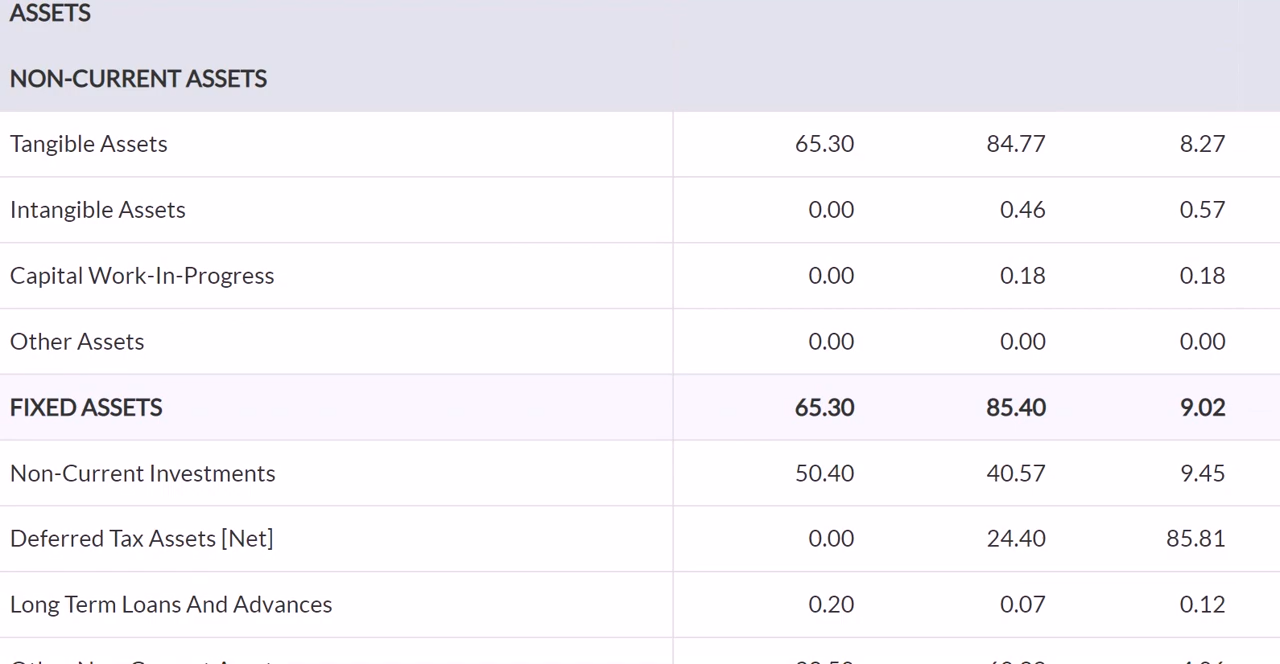 ASSETS
NON-CURRENT ASSETS
Tangible Assets 65.30 84.77 8.27
Intangible Assets 0.00 0.46 0.57
Capital Work-In-Progress 0.00 0.18 0.18
Other Assets 0.00 0.00 0.00
FIXED ASSETS 65.30 85.40 9.02
Non-Current Investments 50.40 40.57 9.45
Deferred Tax Assets [Net] 0.00 24.40 85.81
Long Term Loans And Advances 0.20 0.07 0.12